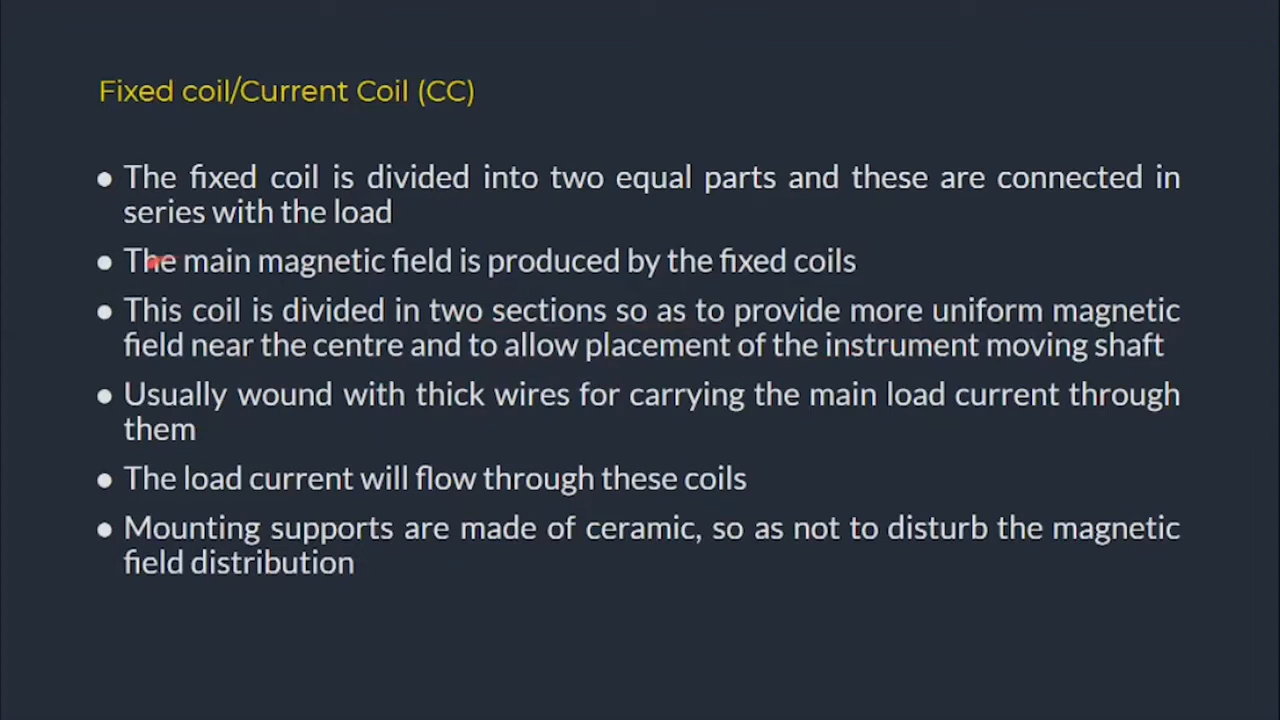 Fixed coil/Current Coil (CC)
● The fixed coil is divided into two equal parts and these are connected in
series with the load
● The main magnetic field is produced by the fixed coils
● This coil is divided in two sections so as to provide more uniform magnetic
field near the centre and to allow placement of the instrument moving shaft
● Usually wound with thick wires for carrying the main load current through
them
● The load current will flow through these coils
● Mounting supports are made of ceramic, so as not to disturb the magnetic
field distribution